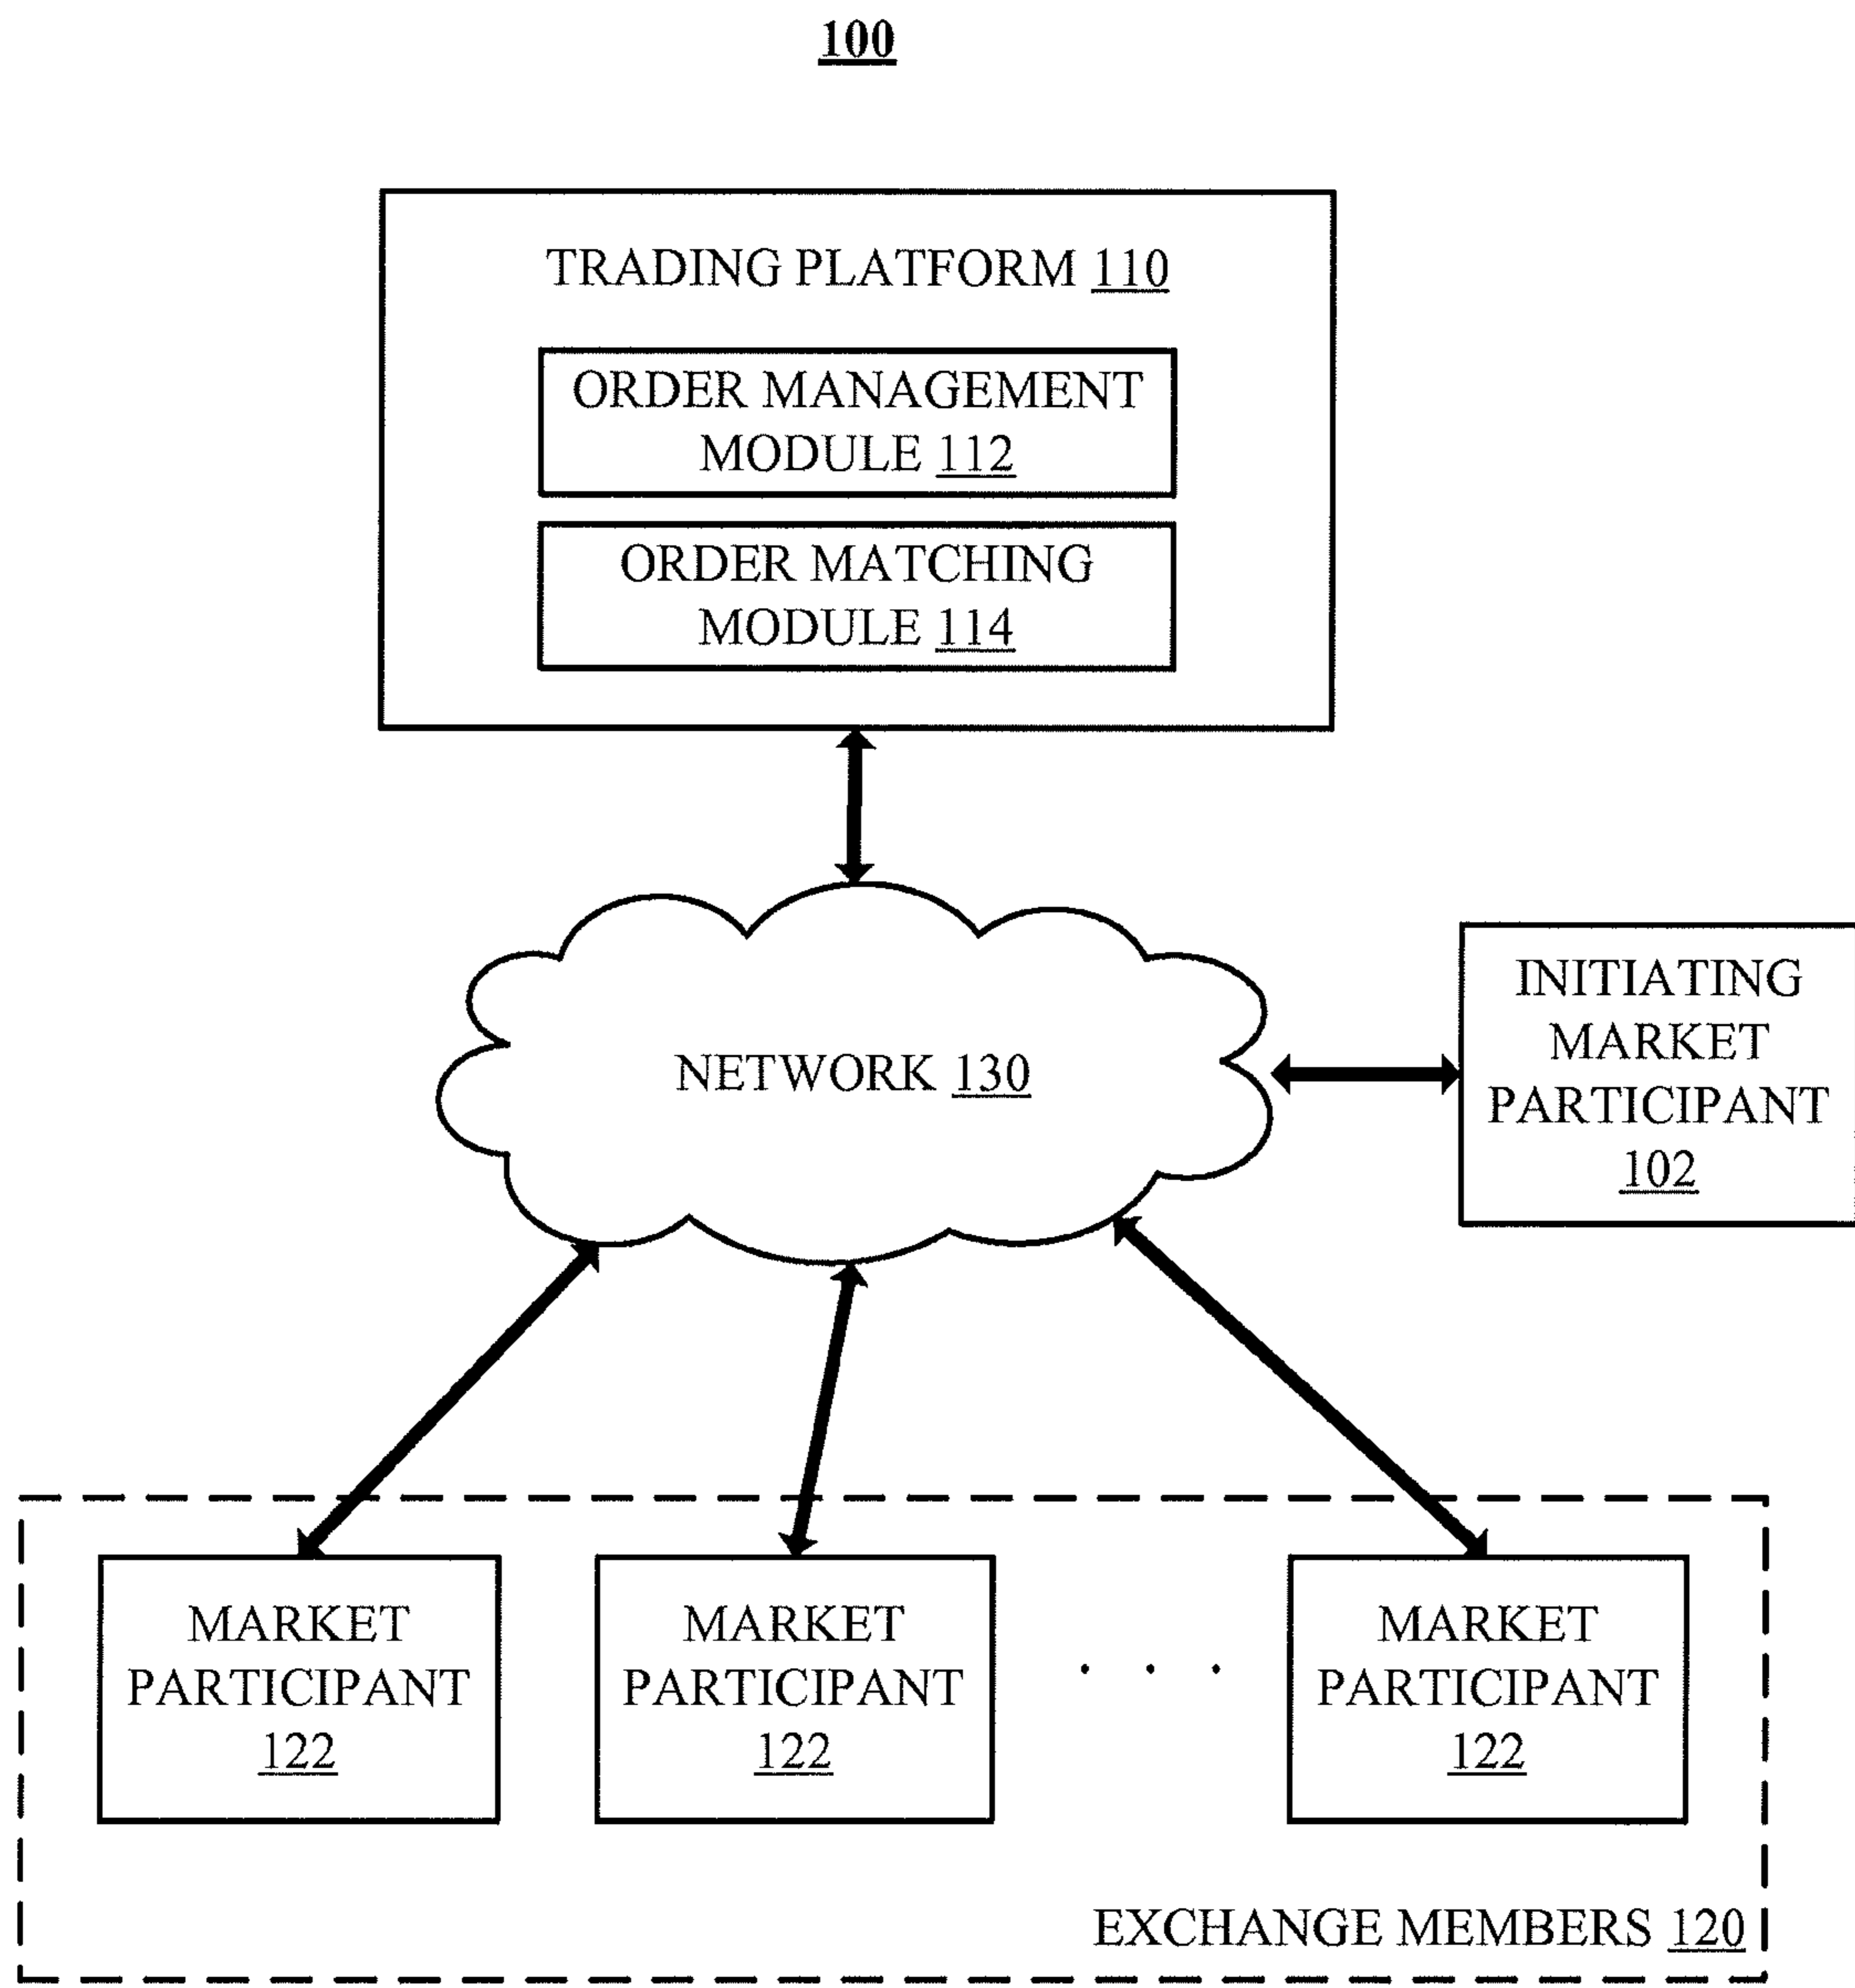 100
TRADING PLATFORM 110
ORDER MANAGEMENT
MODULE 112
ORDER MATCHING
MODULE 114
NETWORK 130
INITIATING
MARKET
PARTICIPANT
102
MARKET
PARTICIPANT
122
MARKET
PARTICIPANT
122
. . .
MARKET
PARTICIPANT
122
EXCHANGE MEMBERS 120